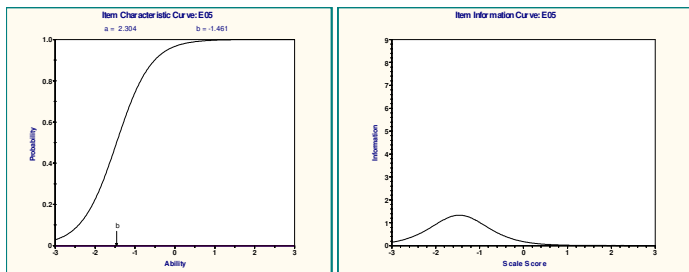 Item Characteristic Curve: E05
a = 2.304 b = -1.461
1.0
0.8
0.6
0.4
0.2
0
Probability
b
-3 -2 -1 0 1 2 3
Ability
Item Information Curve: E05
9
8
7
6
5
4
3
2
1
0
Information
-3 -2 -1 0 1 2 3
Scale Score